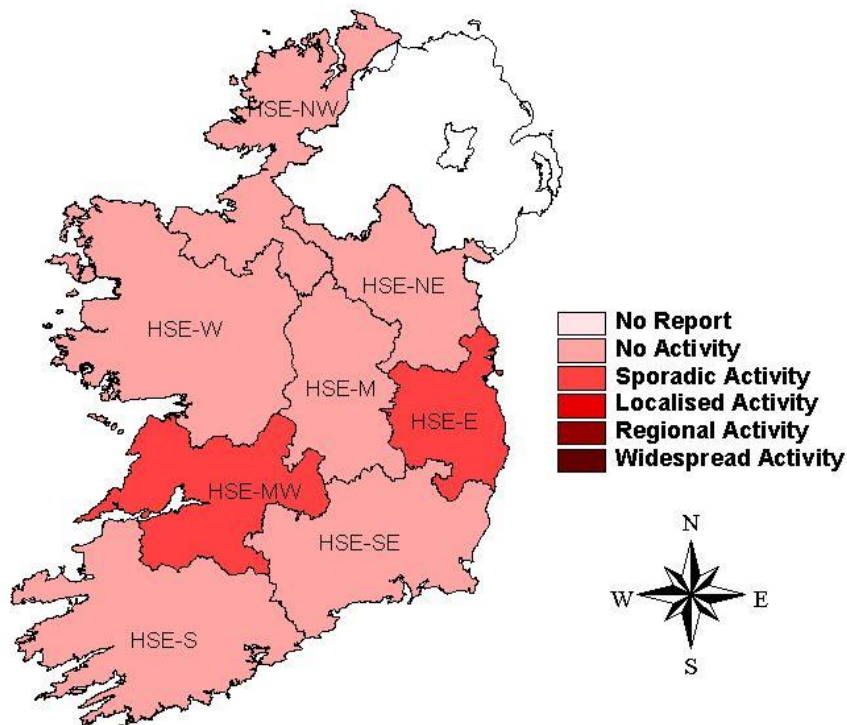 HSE-NW
HSE-NE
HSE-W
HSE-M
HSE-E
HSE-MW
HSE-SE
HSE-S
No Report
No Activity
Sporadic Activity
Localised Activity
Regional Activity
Widespread Activity
N
W E
S